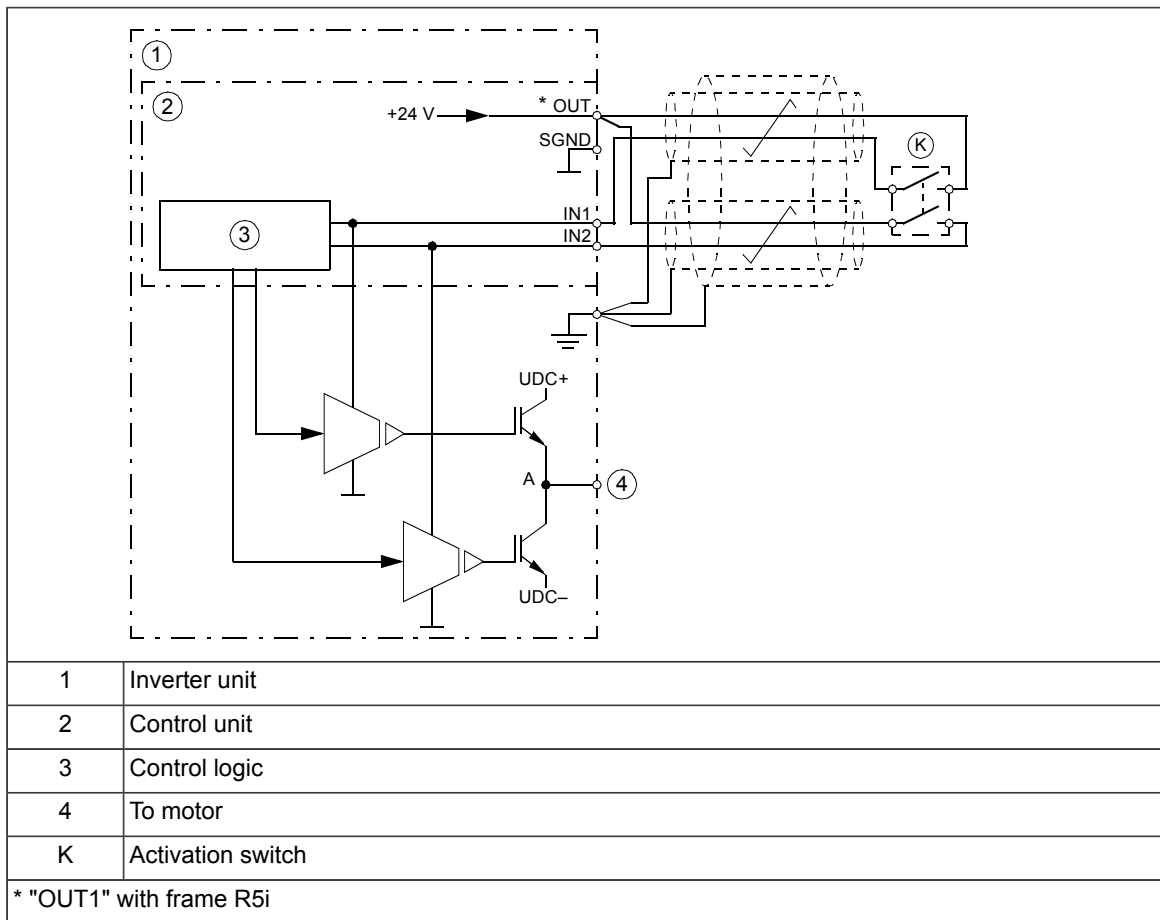 1
2
+24 V
* OUT
SGND
K
IN1
3
IN2
UDC+
A
4
UDC–
1 Inverter unit
2 Control unit
3 Control logic
4 To motor
K Activation switch
* "OUT1" with frame R5i